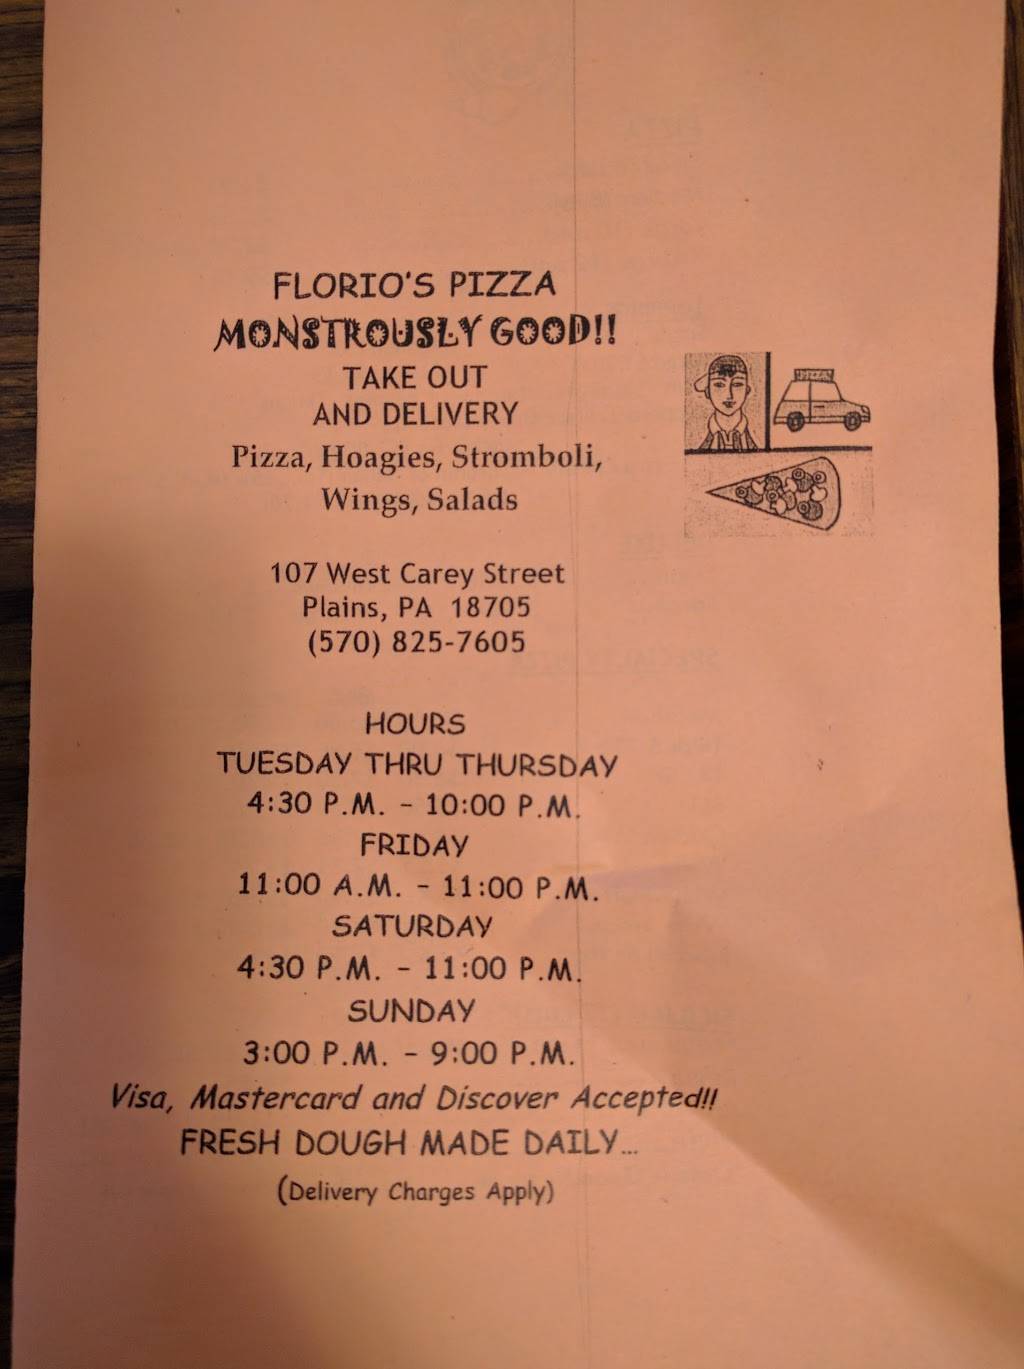 FLORIO'S PIZZA
MONSTROUSLY GOOD!!
TAKE OUT
AND DELIVERY
Pizza, Hoagies, Stromboli,
Wings, Salads
107 West Carey Street
Plains, PA 18705
(570) 825-7605
HOURS
TUESDAY THRU THURSDAY
4:30 P.M. - 10:00 P.M.
FRIDAY
11:00 A.M. - 11:00 P.M.
SATURDAY
4:30 P.M. - 11:00 P.M.
SUNDAY
3:00 P.M. - 9:00 P.M.
Visa, Mastercard and Discover Accepted!!
FRESH DOUGH MADE DAILY...
(Delivery Charges Apply)